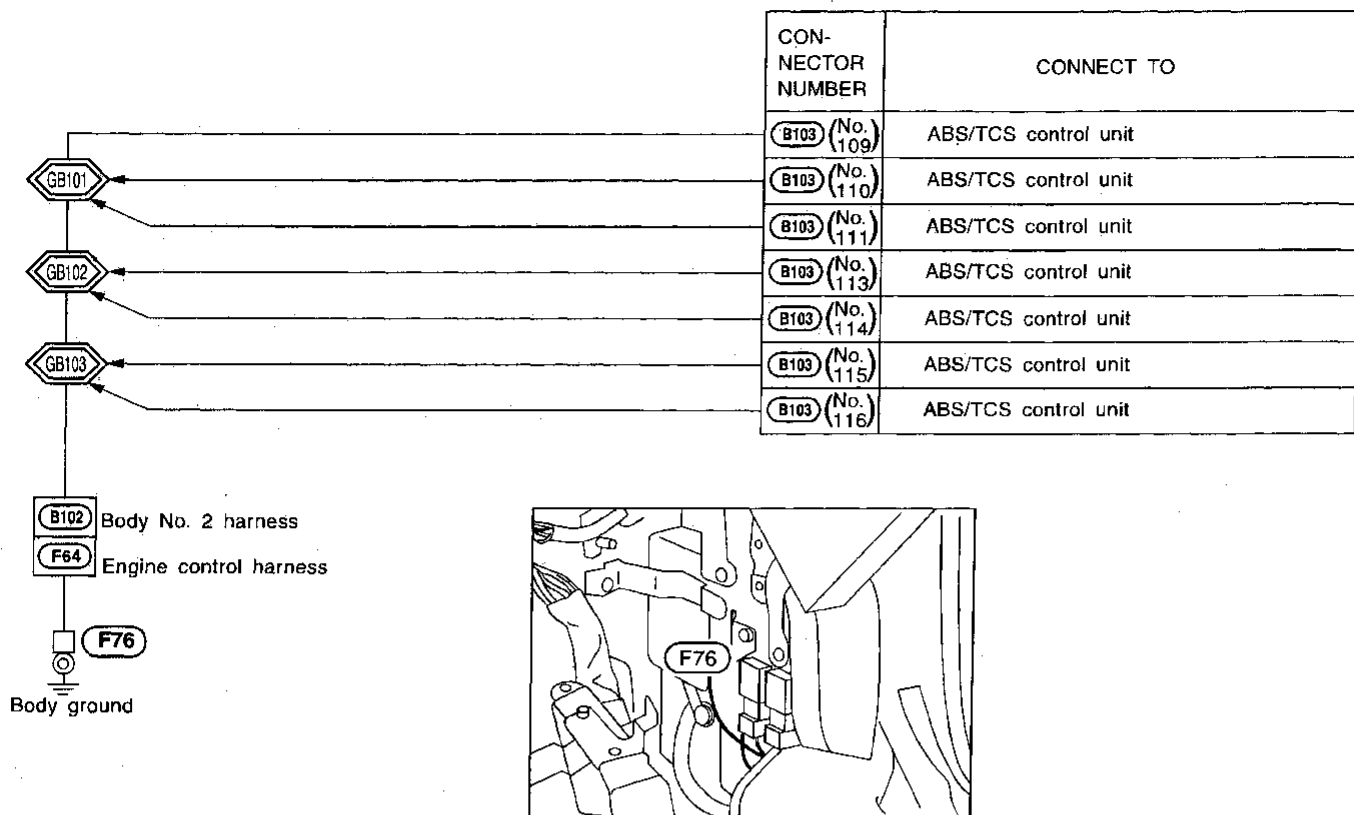 CON-
NECTOR
NUMBER
CONNECT TO
B103 (No. 109) ABS/TCS control unit
GB101
B103 (No. 110) ABS/TCS control unit
B103 (No. 111) ABS/TCS control unit
GB102
B103 (No. 113) ABS/TCS control unit
B103 (No. 114) ABS/TCS control unit
GB103
B103 (No. 115) ABS/TCS control unit
B103 (No. 116) ABS/TCS control unit
B102 Body No. 2 harness
F64 Engine control harness
F76
Body ground
F76